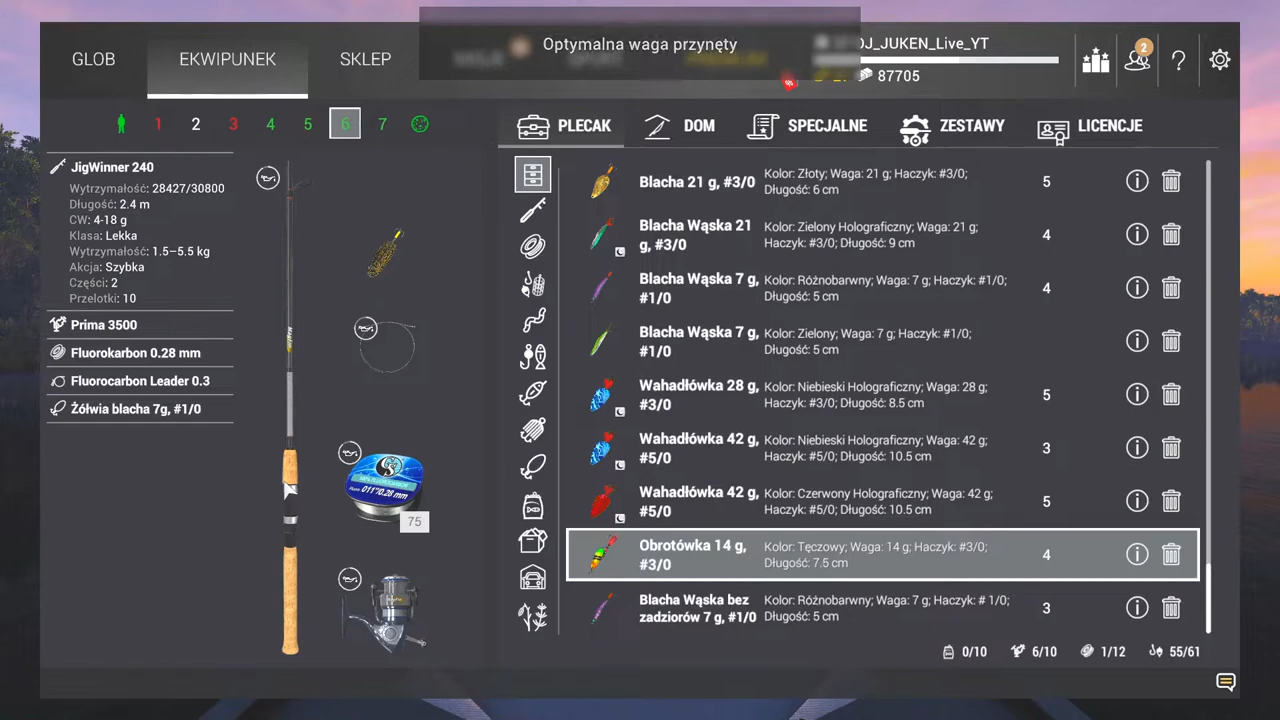 Optymalna waga przynęty
GLOB
EKWIPUNEK
SKLEP
OJ_JUKEN_Live_YT
87705
2
1 2 3 4 5 6 7
PLECAK
DOM
SPECJALNE
ZESTAWY
LICENCJE
JigWinner 240
Wytrzymałość: 28427/30800
Długość: 2.4 m
CW: 4-18 g
Klasa: Lekka
Wytrzymałość: 1.5–5.5 kg
Akcja: Szybka
Części: 2
Przelotki: 10
Prima 3500
Fluorokarbon 0.28 mm
Fluorocarbon Leader 0.3
Żółwia blacha 7g, #1/0
011"/0.28 mm
75
Blacha 21 g, #3/0
Kolor: Złoty; Waga: 21 g; Haczyk: #3/0;
Długość: 6 cm
5
Blacha Wąska 21
g, #3/0
Kolor: Zielony Holograficzny; Waga: 21 g;
Haczyk: #3/0; Długość: 9 cm
4
Blacha Wąska 7 g,
#1/0
Kolor: Różnobarwny; Waga: 7 g; Haczyk: #1/0;
Długość: 5 cm
4
Blacha Wąska 7 g,
#1/0
Kolor: Zielony; Waga: 7 g; Haczyk: #1/0;
Długość: 5 cm
Wahadłówka 28 g,
#3/0
Kolor: Niebieski Holograficzny; Waga: 28 g;
Haczyk: #3/0; Długość: 8.5 cm
5
Wahadłówka 42 g,
#5/0
Kolor: Niebieski Holograficzny; Waga: 42 g;
Haczyk: #5/0; Długość: 10.5 cm
3
Wahadłówka 42 g,
#5/0
Kolor: Czerwony Holograficzny; Waga: 42 g;
Haczyk: #5/0; Długość: 10.5 cm
5
Obrotówka 14 g,
#3/0
Kolor: Tęczowy; Waga: 14 g; Haczyk: #3/0;
Długość: 7.5 cm
4
Blacha Wąska bez
zadziorów 7 g, #1/0
Kolor: Różnobarwny; Waga: 7 g; Haczyk: # 1/0;
Długość: 5 cm
3
0/10
6/10
1/12
55/61